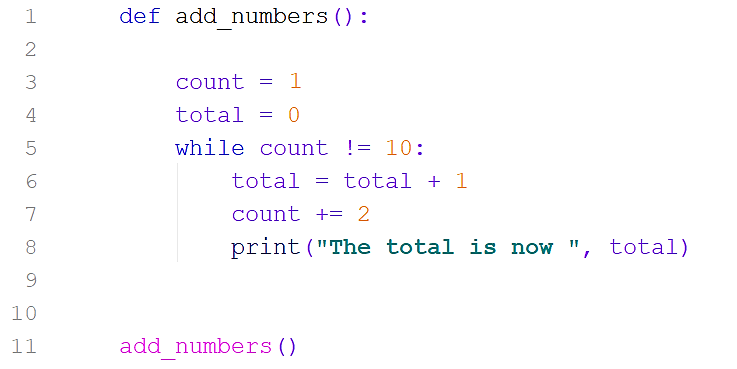 1 def add_numbers():
2
3 count = 1
4 total = 0
5 while count != 10:
6 total = total + 1
7 count += 2
8 print("The total is now ", total)
9
10
11 add_numbers()